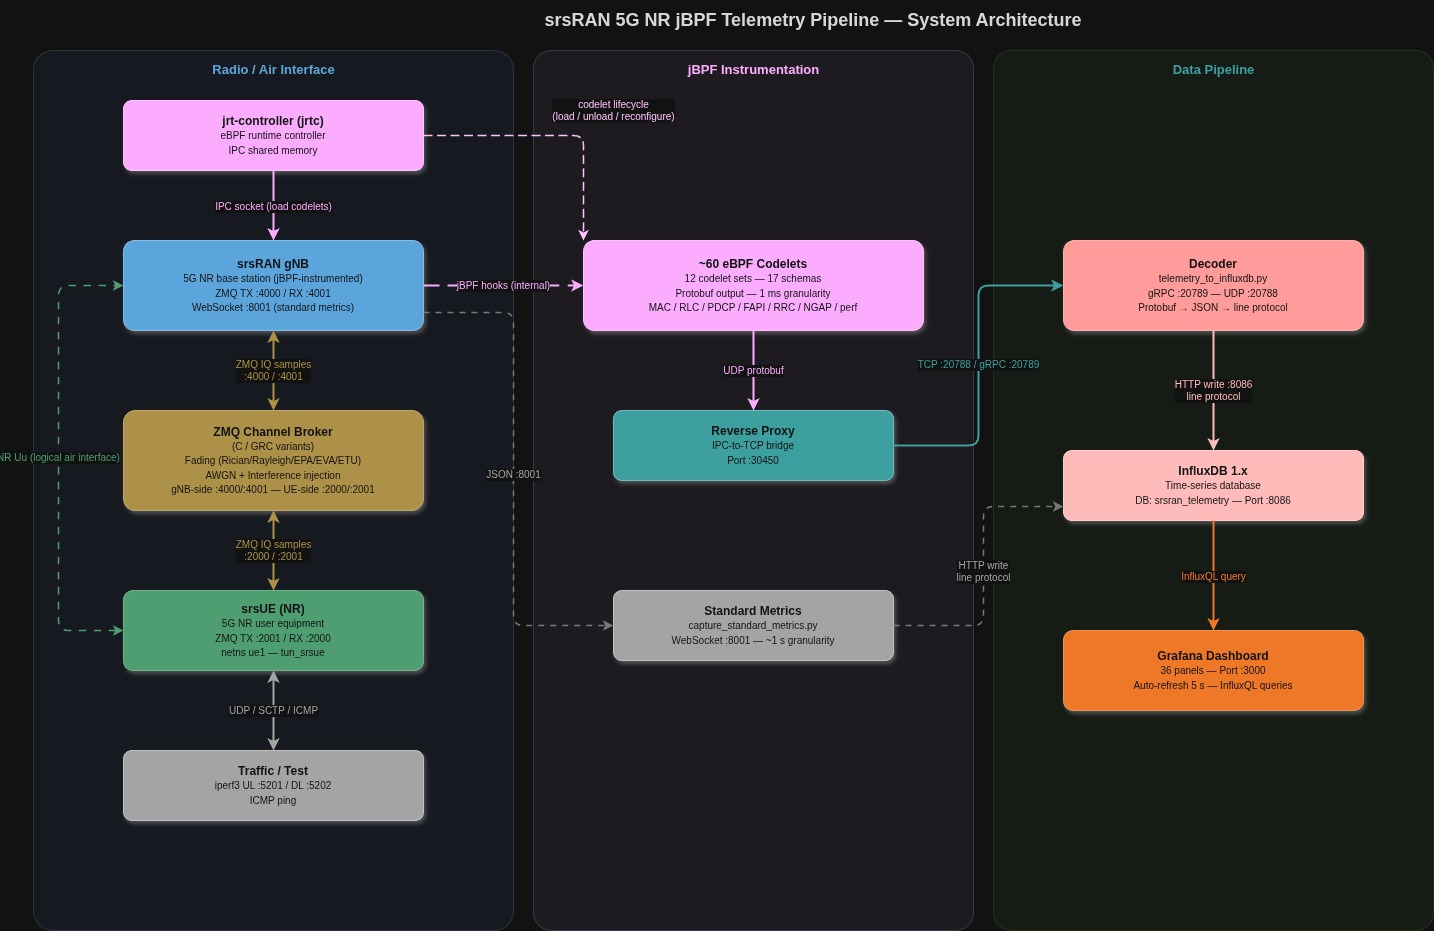 srsRAN 5G NR jBPF Telemetry Pipeline — System Architecture
Radio / Air Interface
jrt-controller (jrtc)
eBPF runtime controller
IPC shared memory
IPC socket (load codelets)
srsRAN gNB
5G NR base station (jBPF-instrumented)
ZMQ TX :4000 / RX :4001
WebSocket :8001 (standard metrics)
ZMQ IQ samples
:4000 / :4001
ZMQ Channel Broker
(C / GRC variants)
Fading (Rician/Rayleigh/EPA/EVA/ETU)
AWGN + Interference injection
gNB-side :4000/:4001 — UE-side :2000/:2001
NR Uu (logical air interface)
ZMQ IQ samples
:2000 / :2001
srsUE (NR)
5G NR user equipment
ZMQ TX :2001 / RX :2000
netns ue1 — tun_srsue
UDP / SCTP / ICMP
Traffic / Test
iperf3 UL :5201 / DL :5202
ICMP ping
jBPF Instrumentation
codelet lifecycle
(load / unload / reconfigure)
jBPF hooks (internal)
~60 eBPF Codelets
12 codelet sets — 17 schemas
Protobuf output — 1 ms granularity
MAC / RLC / PDCP / FAPI / RRC / NGAP / perf
UDP protobuf
Reverse Proxy
IPC-to-TCP bridge
Port :30450
JSON :8001
Standard Metrics
capture_standard_metrics.py
WebSocket :8001 — ~1 s granularity
TCP :20788 / gRPC :20789
HTTP write
line protocol
Data Pipeline
Decoder
telemetry_to_influxdb.py
gRPC :20789 — UDP :20788
Protobuf → JSON → line protocol
HTTP write :8086
line protocol
InfluxDB 1.x
Time-series database
DB: srsran_telemetry — Port :8086
InfluxQL query
Grafana Dashboard
36 panels — Port :3000
Auto-refresh 5 s — InfluxQL queries